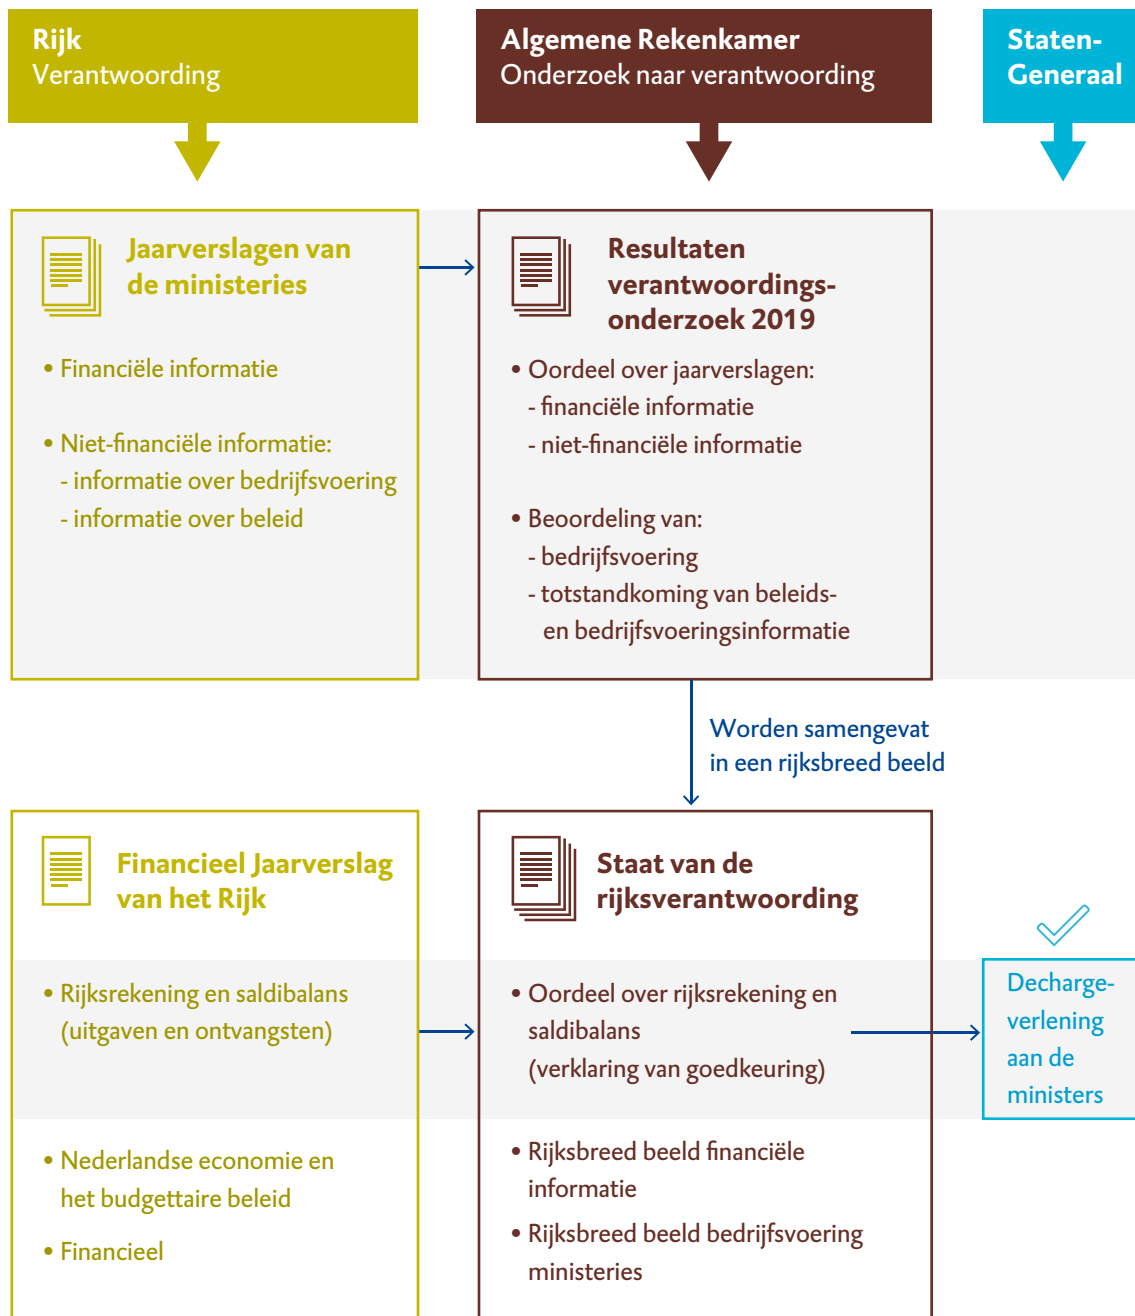 Rijk
Verantwoording
Algemene Rekenkamer
Onderzoek naar verantwoording
Staten-
Generaal
Jaarverslagen van
de ministeries
• Financiële informatie
• Niet-financiële informatie:
- informatie over bedrijfsvoering
- informatie over beleid
Resultaten
verantwoordings-
onderzoek 2019
• Oordeel over jaarverslagen:
- financiële informatie
- niet-financiële informatie
• Beoordeling van:
- bedrijfsvoering
- totstandkoming van beleids-
en bedrijfsvoeringsinformatie
Worden samengevat
in een rijksbreed beeld
Financieel Jaarverslag
van het Rijk
• Rijksrekening en saldibalans
(uitgaven en ontvangsten)
• Nederlandse economie en
het budgettaire beleid
• Financieel
Staat van de
rijksverantwoording
• Oordeel over rijksrekening en
saldibalans
(verklaring van goedkeuring)
• Rijksbreed beeld financiële
informatie
• Rijksbreed beeld bedrijfsvoering
ministeries
Decharge-
verlening
aan de
ministers